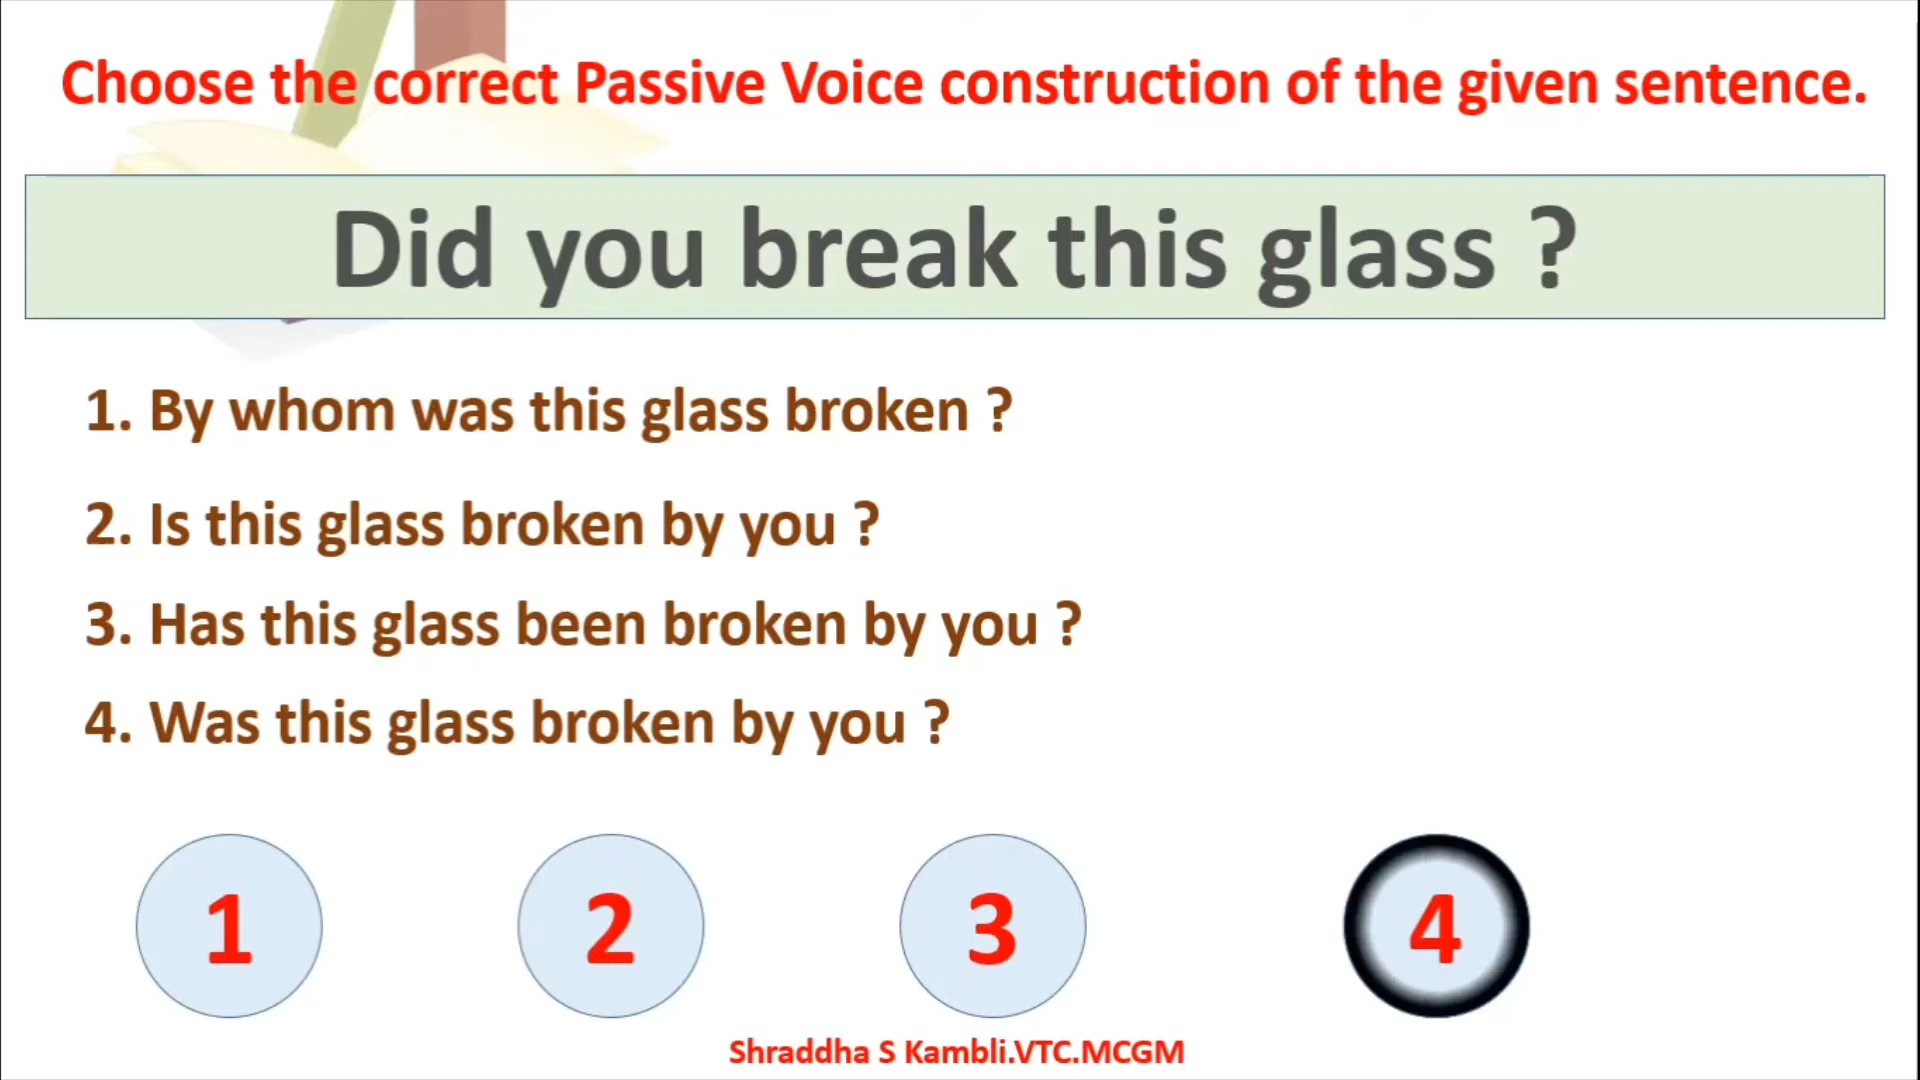 Choose the correct Passive Voice construction of the given sentence.
Did you break this glass ?
1. By whom was this glass broken ?
2. Is this glass broken by you ?
3. Has this glass been broken by you ?
4. Was this glass broken by you ?
1 2 3 4
Shraddha S Kambli.VTC.MCGM